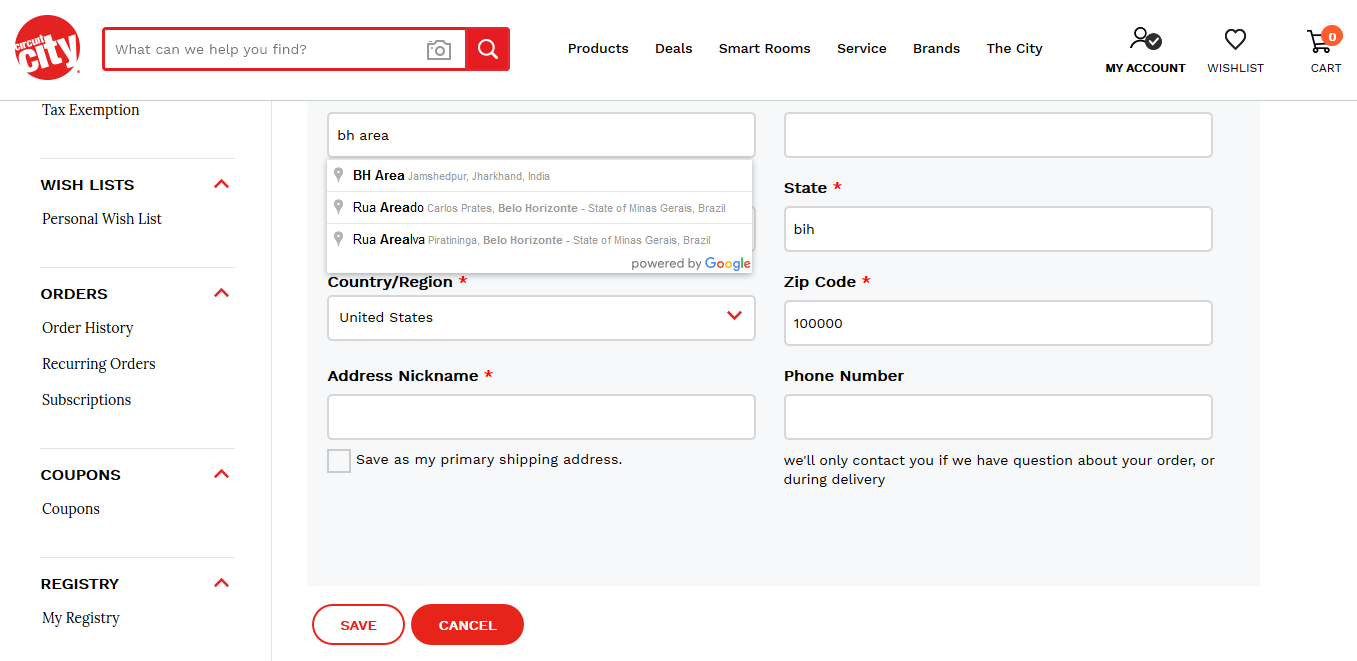 circuit city
What can we help you find?
Products
Deals
Smart Rooms
Service
Brands
The City
MY ACCOUNT
WISHLIST
0
CART
Tax Exemption
WISH LISTS
Personal Wish List
ORDERS
Order History
Recurring Orders
Subscriptions
COUPONS
Coupons
REGISTRY
My Registry
bh area
BH Area Jamshedpur, Jharkhand, India
Rua Areado Carlos Prates, Belo Horizonte - State of Minas Gerais, Brazil
Rua Arealva Piratininga, Belo Horizonte - State of Minas Gerais, Brazil
powered by Google
State *
bih
Country/Region *
United States
Zip Code *
100000
Address Nickname *
Phone Number
Save as my primary shipping address.
we'll only contact you if we have question about your order, or
during delivery
SAVE
CANCEL